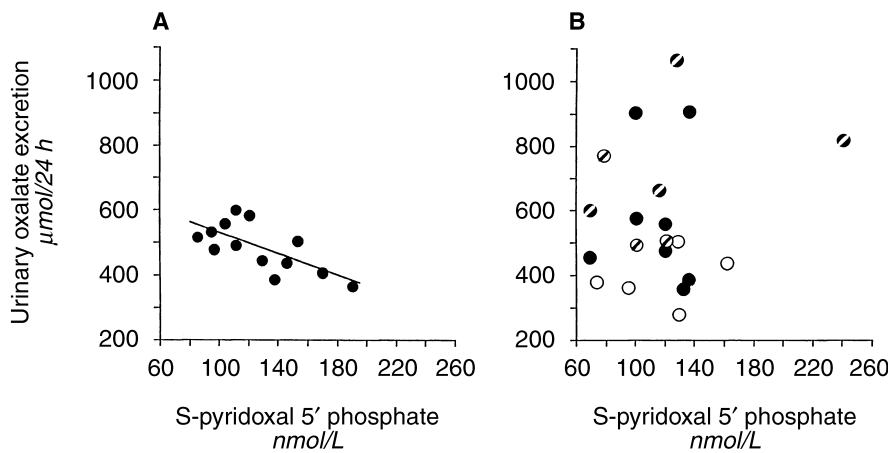 A
Urinary oxalate excretion
μmol/24 h
1000
800
600
400
200
60 100 140 180 220 260
S-pyridoxal 5′ phosphate
nmol/L
B
1000
800
600
400
200
60 100 140 180 220 260
S-pyridoxal 5′ phosphate
nmol/L